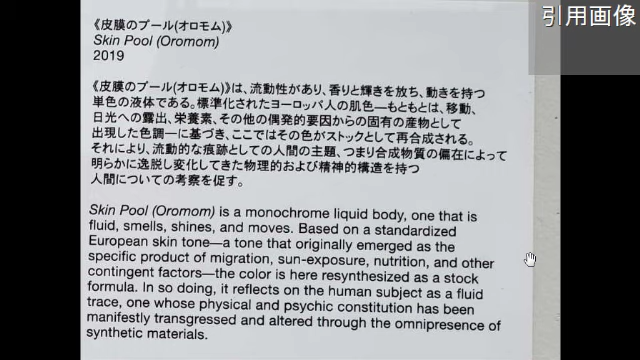 引用画像
《皮膜のプール(オロモム)》
Skin Pool (Oromom)
2019
《皮膜のプール(オロモム)》は、流動性があり、香りと輝きを放ち、動きを持つ
単色の液体である。標準化されたヨーロッパ人の肌色—もともとは、移動、
日光への露出、栄養素、その他の偶発的要因からの固有の産物として
出現した色調—に基づき、ここではその色がストックとして再合成される。
それにより、流動的な痕跡としての人間の主題、つまり合成物質の偏在によって
明らかに逸脱し変化してきた物理的および精神的構造を持つ
人間についての考察を促す。
Skin Pool (Oromom) is a monochrome liquid body, one that is
fluid, smells, shines, and moves. Based on a standardized
European skin tone—a tone that originally emerged as the
specific product of migration, sun-exposure, nutrition, and other
contingent factors—the color is here resynthesized as a stock
formula. In so doing, it reflects on the human subject as a fluid
trace, one whose physical and psychic constitution has been
manifestly transgressed and altered through the omnipresence of
synthetic materials.